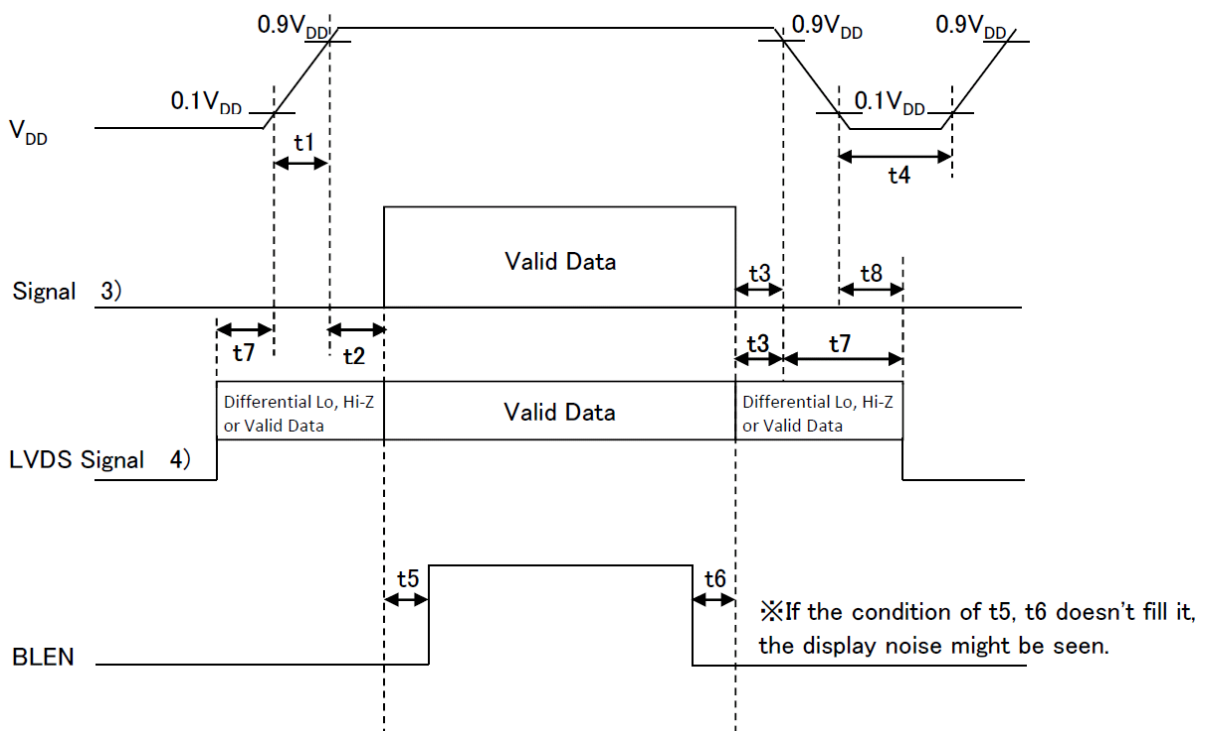 0.9VDD
0.9VDD
0.9VDD
0.1VDD
0.1VDD
VDD
t1
t4
Valid Data
t3
t8
Signal 3)
t7
t2
t3
t7
Differential Lo, Hi-Z
or Valid Data
Valid Data
Differential Lo, Hi-Z
or Valid Data
LVDS Signal 4)
t5
t6
※If the condition of t5, t6 doesn't fill it,
the display noise might be seen.
BLEN